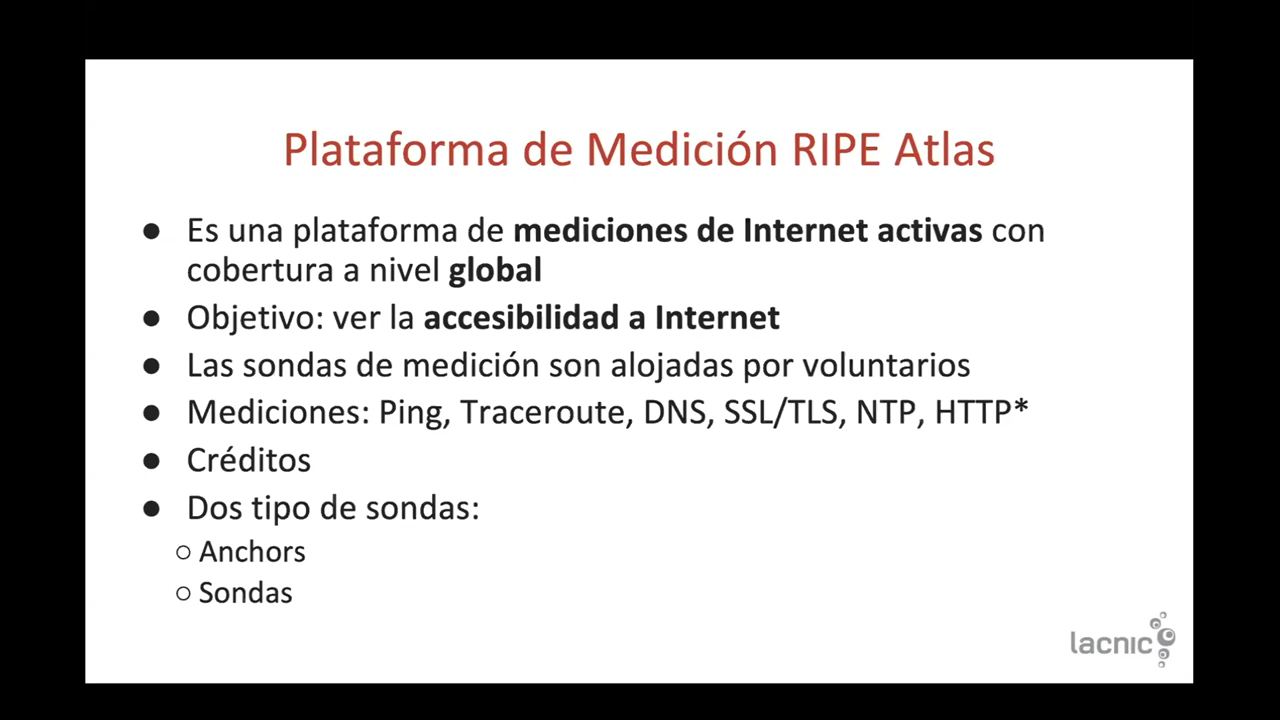 Plataforma de Medición RIPE Atlas
● Es una plataforma de mediciones de Internet activas con
cobertura a nivel global
● Objetivo: ver la accesibilidad a Internet
● Las sondas de medición son alojadas por voluntarios
● Mediciones: Ping, Traceroute, DNS, SSL/TLS, NTP, HTTP*
● Créditos
● Dos tipo de sondas:
○ Anchors
○ Sondas
lacnic